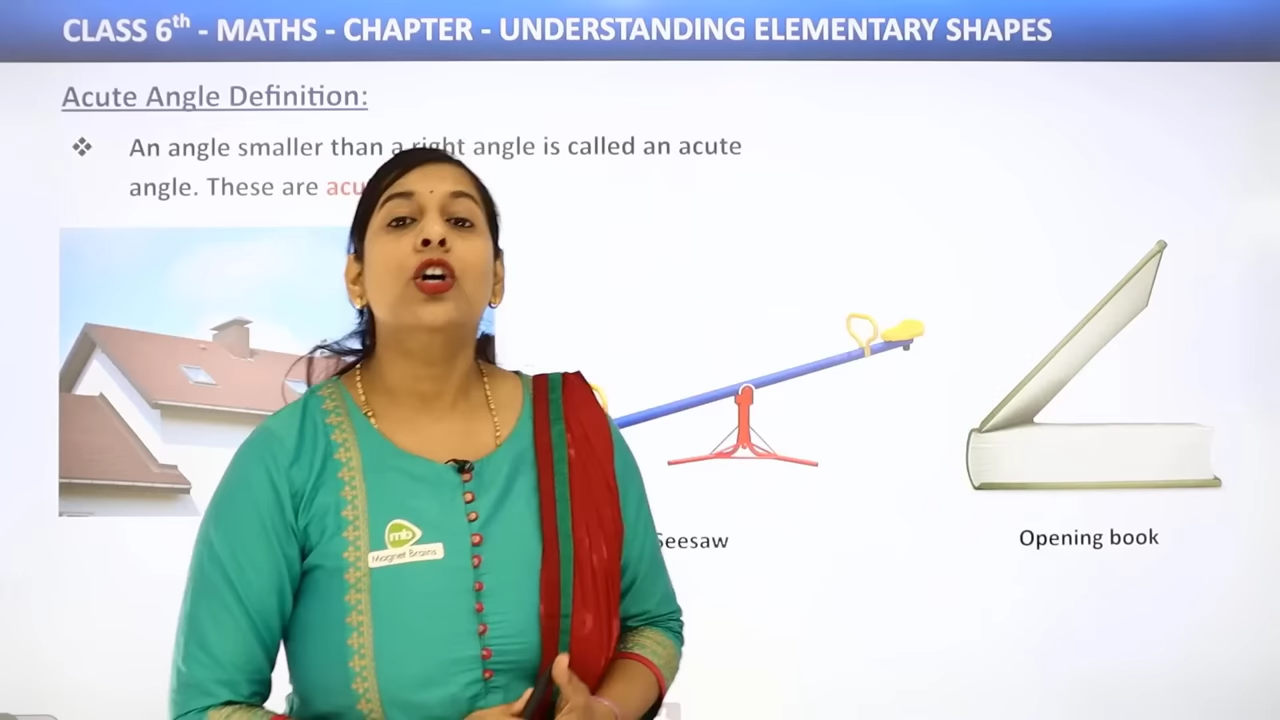 CLASS 6th - MATHS - CHAPTER - UNDERSTANDING ELEMENTARY SHAPES
Acute Angle Definition:
❖ An angle smaller than a right angle is called an acute
angle. These are
mb
Magnet Brains
Seesaw
Opening book